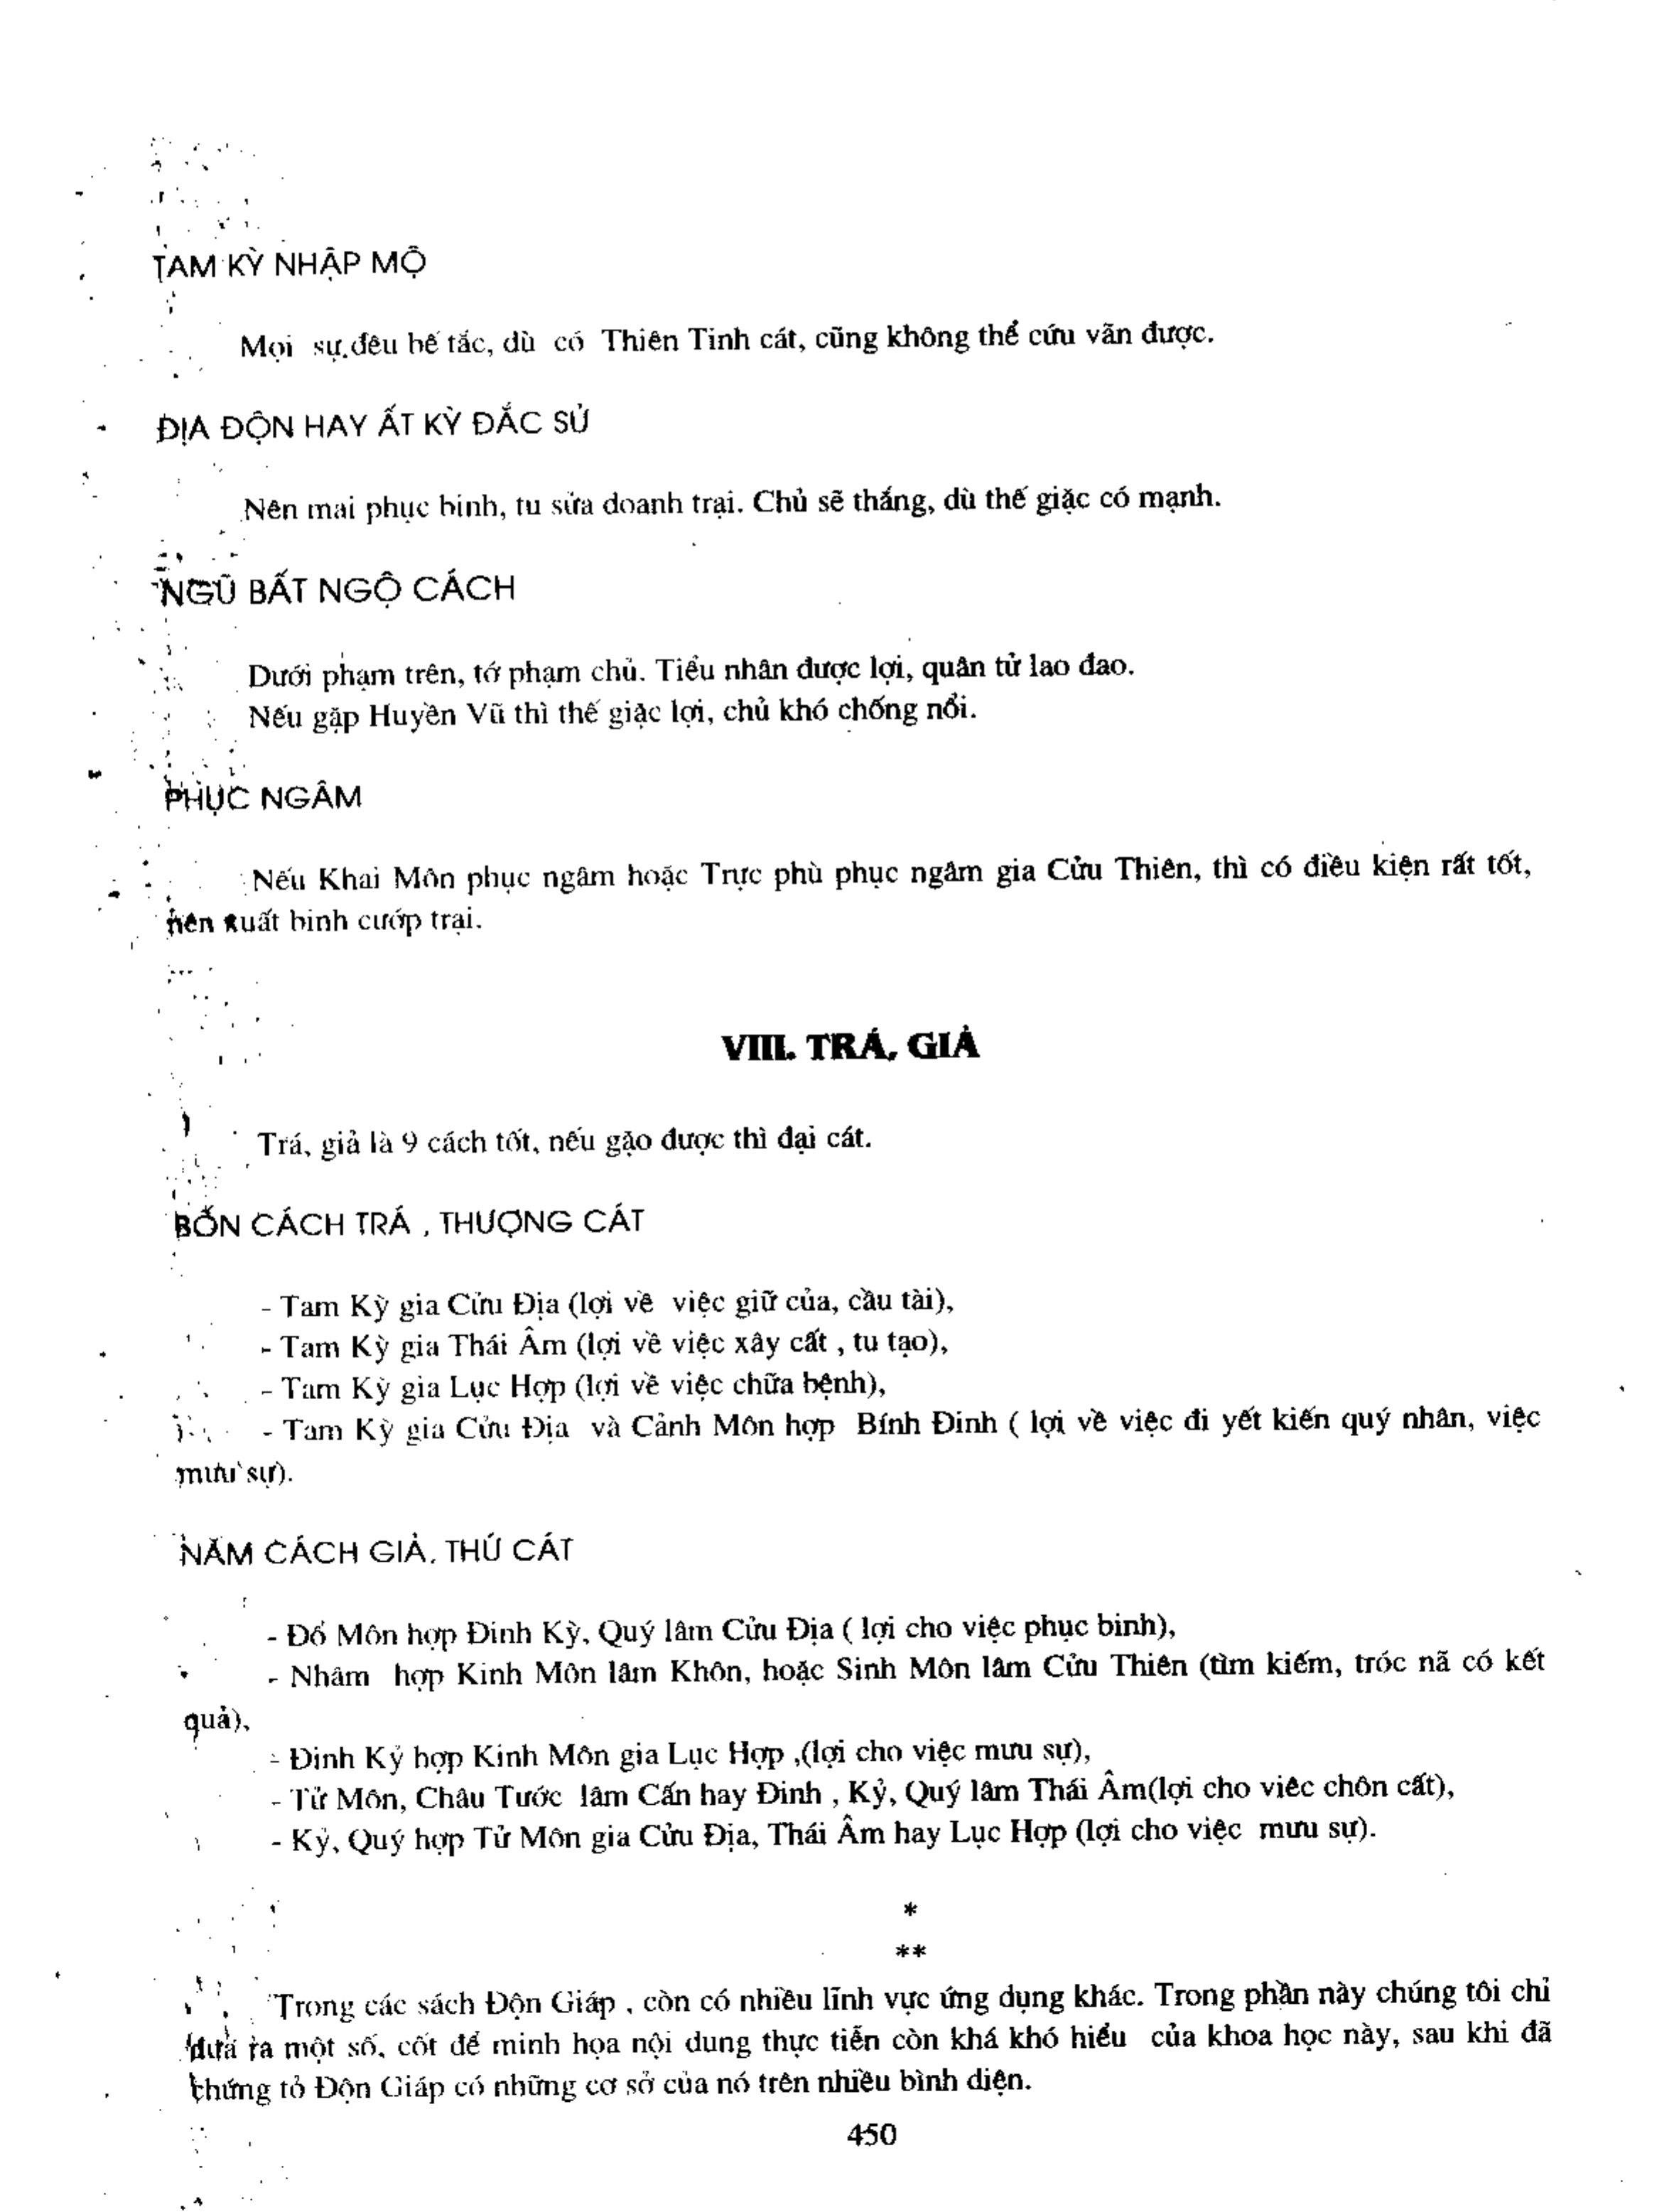 TAM KỲ NHẬP MỘ
Mọi sự đều bế tắc, dù có Thiên Tinh cát, cũng không thể cứu vãn được.
ĐỊA ĐỘN HAY ẤT KỲ ĐẮC SỬ
Nên mai phục binh, tu sửa doanh trại. Chủ sẽ thắng, dù thế giặc có mạnh.
NGŨ BẤT NGỘ CÁCH
Dưới phạm trên, tớ phạm chủ. Tiểu nhân được lợi, quân tử lao đao.
Nếu gặp Huyền Vũ thì thế giặc lợi, chủ khó chống nổi.
PHỤC NGÂM
Nếu Khai Môn phục ngâm hoặc Trực phù phục ngâm gia Cửu Thiên, thì có điều kiện rất tốt,
nên xuất binh cướp trại.
VIII. TRÁ, GIẢ
Trá, giả là 9 cách tốt, nếu gặo được thì đại cát.
BỐN CÁCH TRÁ , THƯỢNG CÁT
- Tam Kỳ gia Cửu Địa (lợi về việc giữ của, cầu tài),
- Tam Kỳ gia Thái Âm (lợi về việc xây cất , tu tạo),
- Tam Kỳ gia Lục Hợp (lợi về việc chữa bệnh),
- Tam Kỳ gia Cửu Địa và Cảnh Môn hợp Bính Đinh ( lợi về việc đi yết kiến quý nhân, việc
mưu sự).
NĂM CÁCH GIẢ, THỨ CÁT
- Đổ Môn hợp Đinh Kỳ, Quý lâm Cửu Địa ( lợi cho việc phục binh),
- Nhâm hợp Kinh Môn lâm Khôn, hoặc Sinh Môn lâm Cửu Thiên (tìm kiếm, tróc nã có kết
quả),
- Đinh Kỷ hợp Kinh Môn gia Lục Hợp ,(lợi cho việc mưu sự),
- Tử Môn, Châu Tước lâm Cấn hay Đinh , Kỷ, Quý lâm Thái Âm(lợi cho viêc chôn cất),
- Kỷ, Quý hợp Tử Môn gia Cửu Địa, Thái Âm hay Lục Hợp (lợi cho việc mưu sự).
*
**
Trong các sách Độn Giáp , còn có nhiều lĩnh vực ứng dụng khác. Trong phần này chúng tôi chỉ
đưa ra một số, cốt để minh họa nội dung thực tiễn còn khá khó hiểu của khoa học này, sau khi đã
chứng tỏ Độn Giáp có những cơ sở của nó trên nhiều bình diện.
450